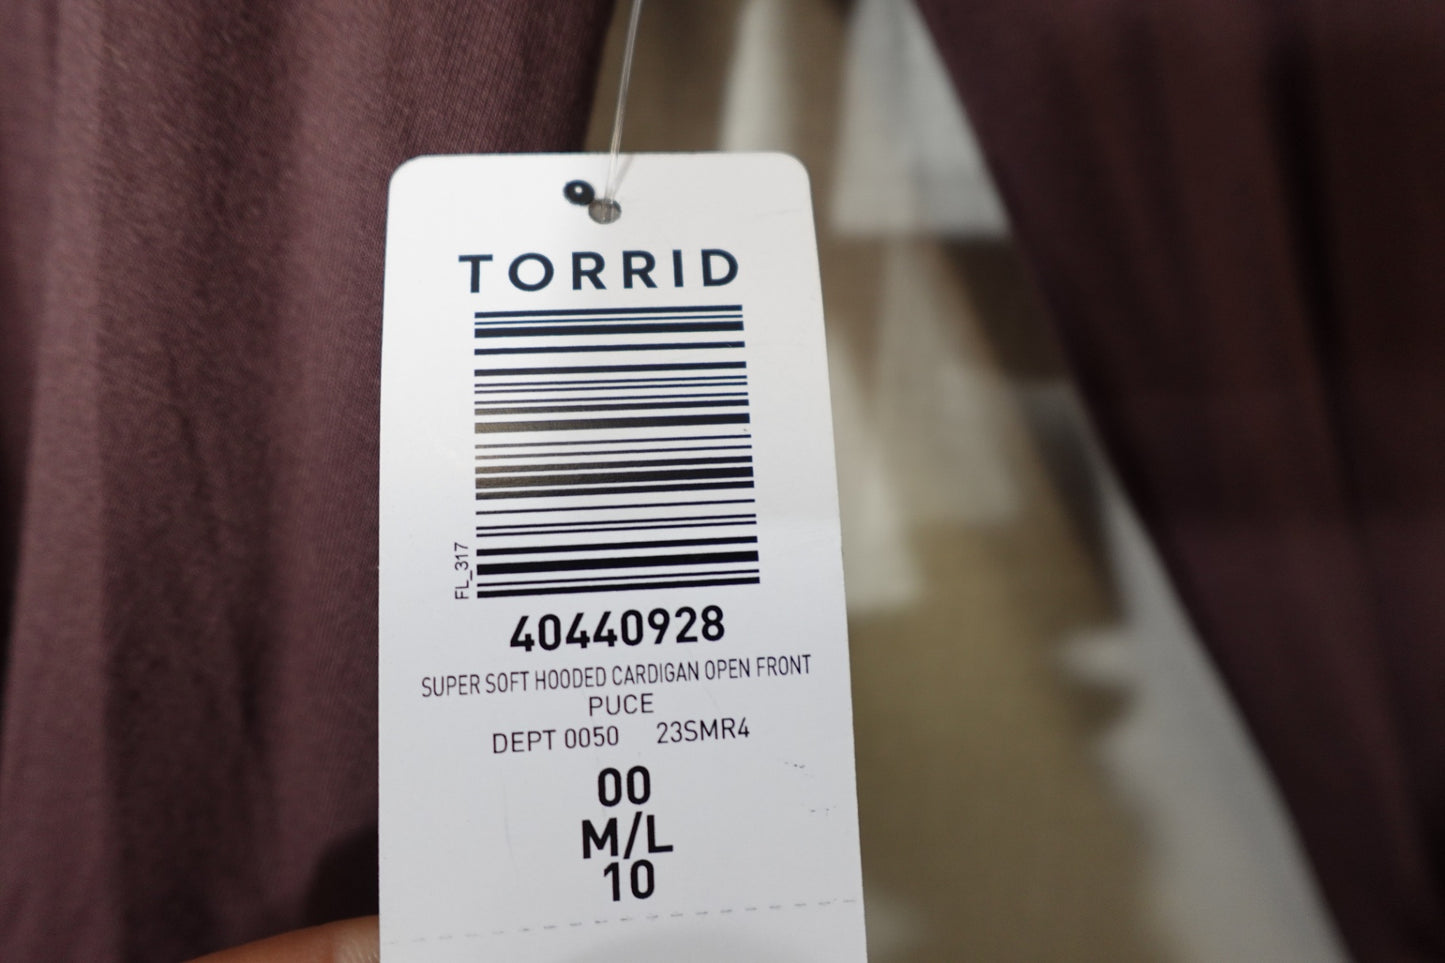 TORRID
FL_317
40440928
SUPER SOFT HOODED CARDIGAN OPEN FRONT
PUCE
DEPT 0050 23SMR4
00
M/L
10